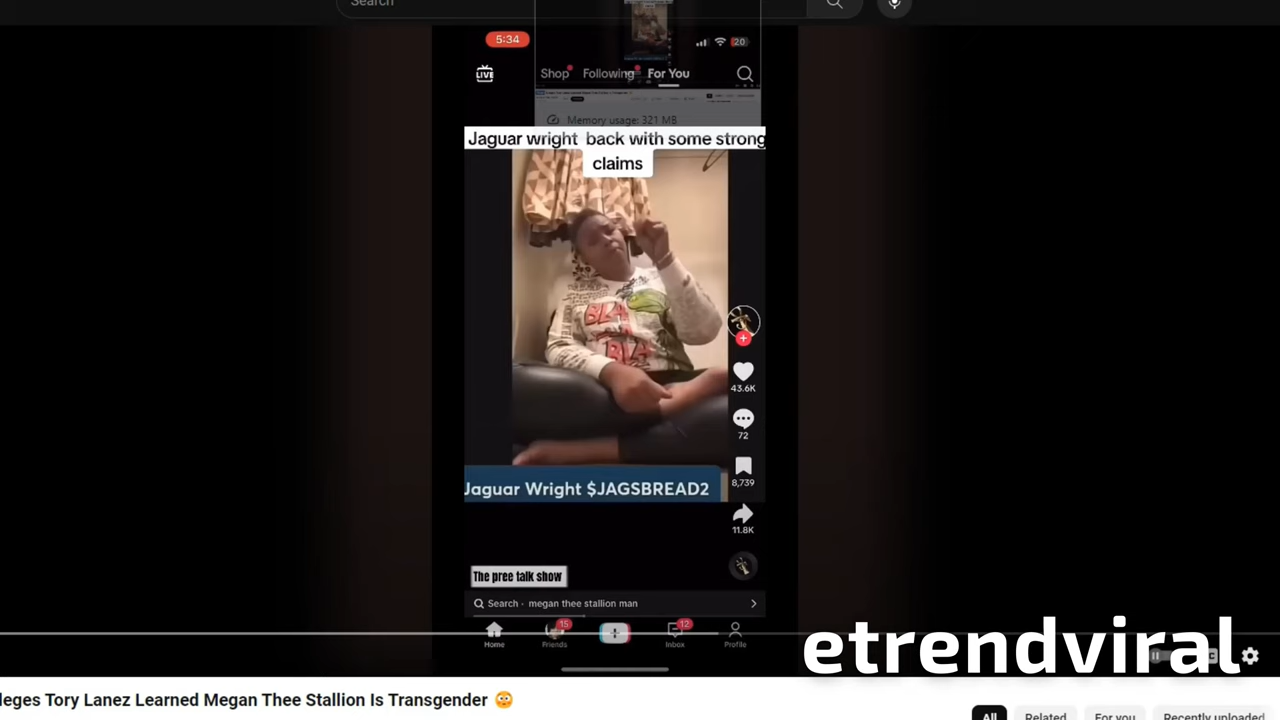 Search
5:34
20
LIVE
Shop
Following
For You
Memory usage: 321 MB
Jaguar wright back with some strong
claims
BLA
BLA
43.6K
72
8,739
11.8K
Jaguar Wright $JAGSBREAD2
The pree talk show
Search · megan thee stallion man
15
12
Home
Friends
Inbox
Profile
etrendviral
leges Tory Lanez Learned Megan Thee Stallion Is Transgender 😳
All
Related
For you
Recently uploaded